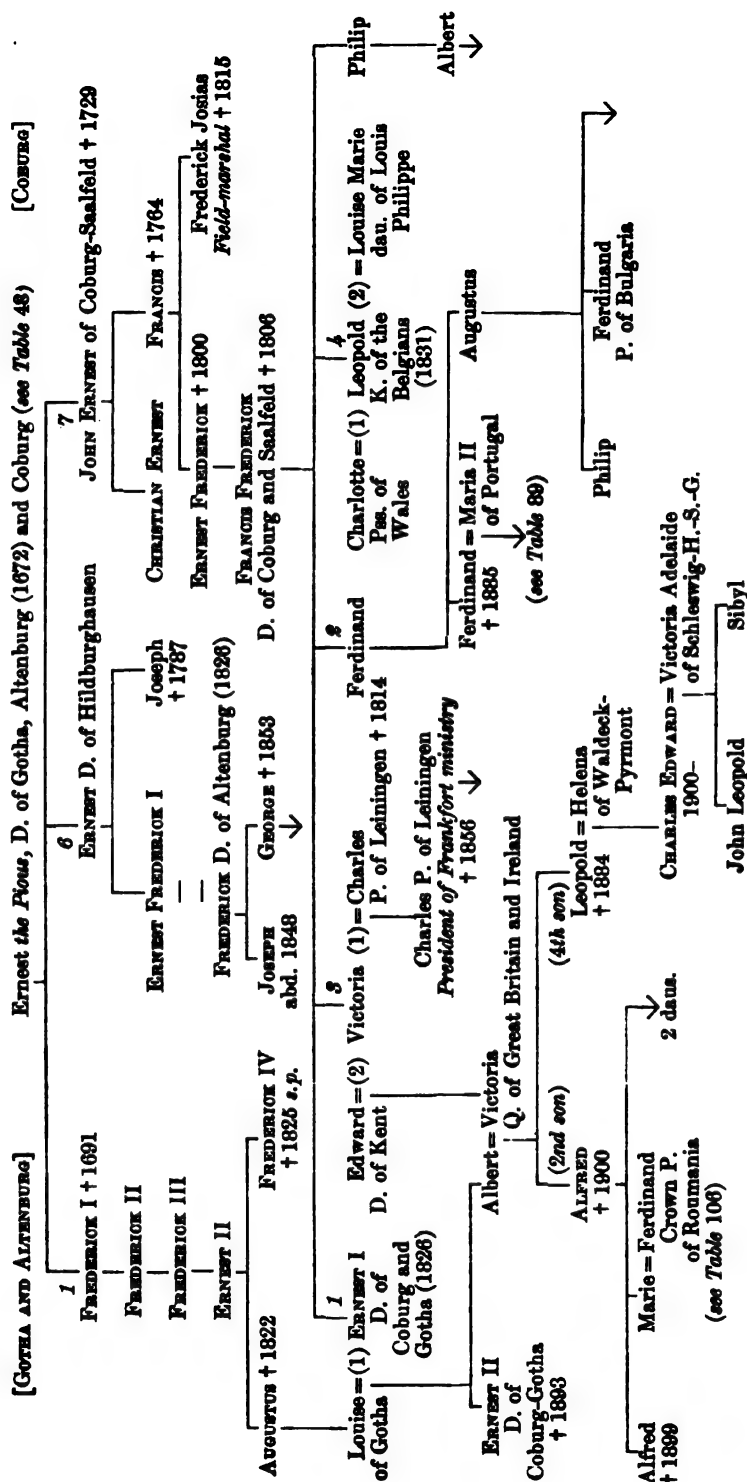 [GOTHA AND ALTENBURG]
Ernest the Pious, D. of Gotha, Altenburg (1672) and Coburg (see Table 48)
[COBURG]
1
FREDERICK I † 1691
6
ERNEST D. of Hildburghausen
7
JOHN ERNEST of Coburg-Saalfeld † 1729
FREDERICK II
ERNEST FREDERICK I
Joseph
† 1787
CHRISTIAN ERNEST
FRANCIS † 1764
FREDERICK III
ERNEST FREDERICK † 1800
Frederick Josias
Field-marshal † 1815
ERNEST II
FREDERICK D. of Altenburg (1826)
FRANCIS FREDERICK
D. of Coburg and Saalfeld † 1806
AUGUSTUS † 1822
FREDERICK IV
† 1825 s.p.
JOSEPH
abd. 1848
GEORGE † 1853
1
3
2
4
Louise = (1) ERNEST I
of Gotha
D. of
Coburg and
Gotha (1826)
Edward = (2) Victoria (1) = Charles
D. of Kent
P. of Leiningen † 1814
Ferdinand
Charlotte = (1) Leopold (2) = Louise Marie
Pss. of
Wales
K. of the
Belgians
(1831)
dau. of Louis
Philippe
Philip
Charles P. of Leiningen
President of Frankfort ministry
† 1856
Ferdinand = Maria II
† 1885
of Portugal
(see Table 89)
Augustus
Albert
ERNEST II
D. of
Coburg-Gotha
† 1893
Albert = Victoria
Q. of Great Britain and Ireland
Philip
Ferdinand
P. of Bulgaria
(2nd son)
(4th son)
ALFRED
† 1900
Leopold = Helena
† 1884
of Waldeck-
Pyrmont
Alfred
† 1899
Marie = Ferdinand
Crown P.
of Roumania
(see Table 106)
2 daus.
CHARLES EDWARD = Victoria Adelaide
1900–
of Schleswig-H.-S.-G.
John Leopold
Sibyl